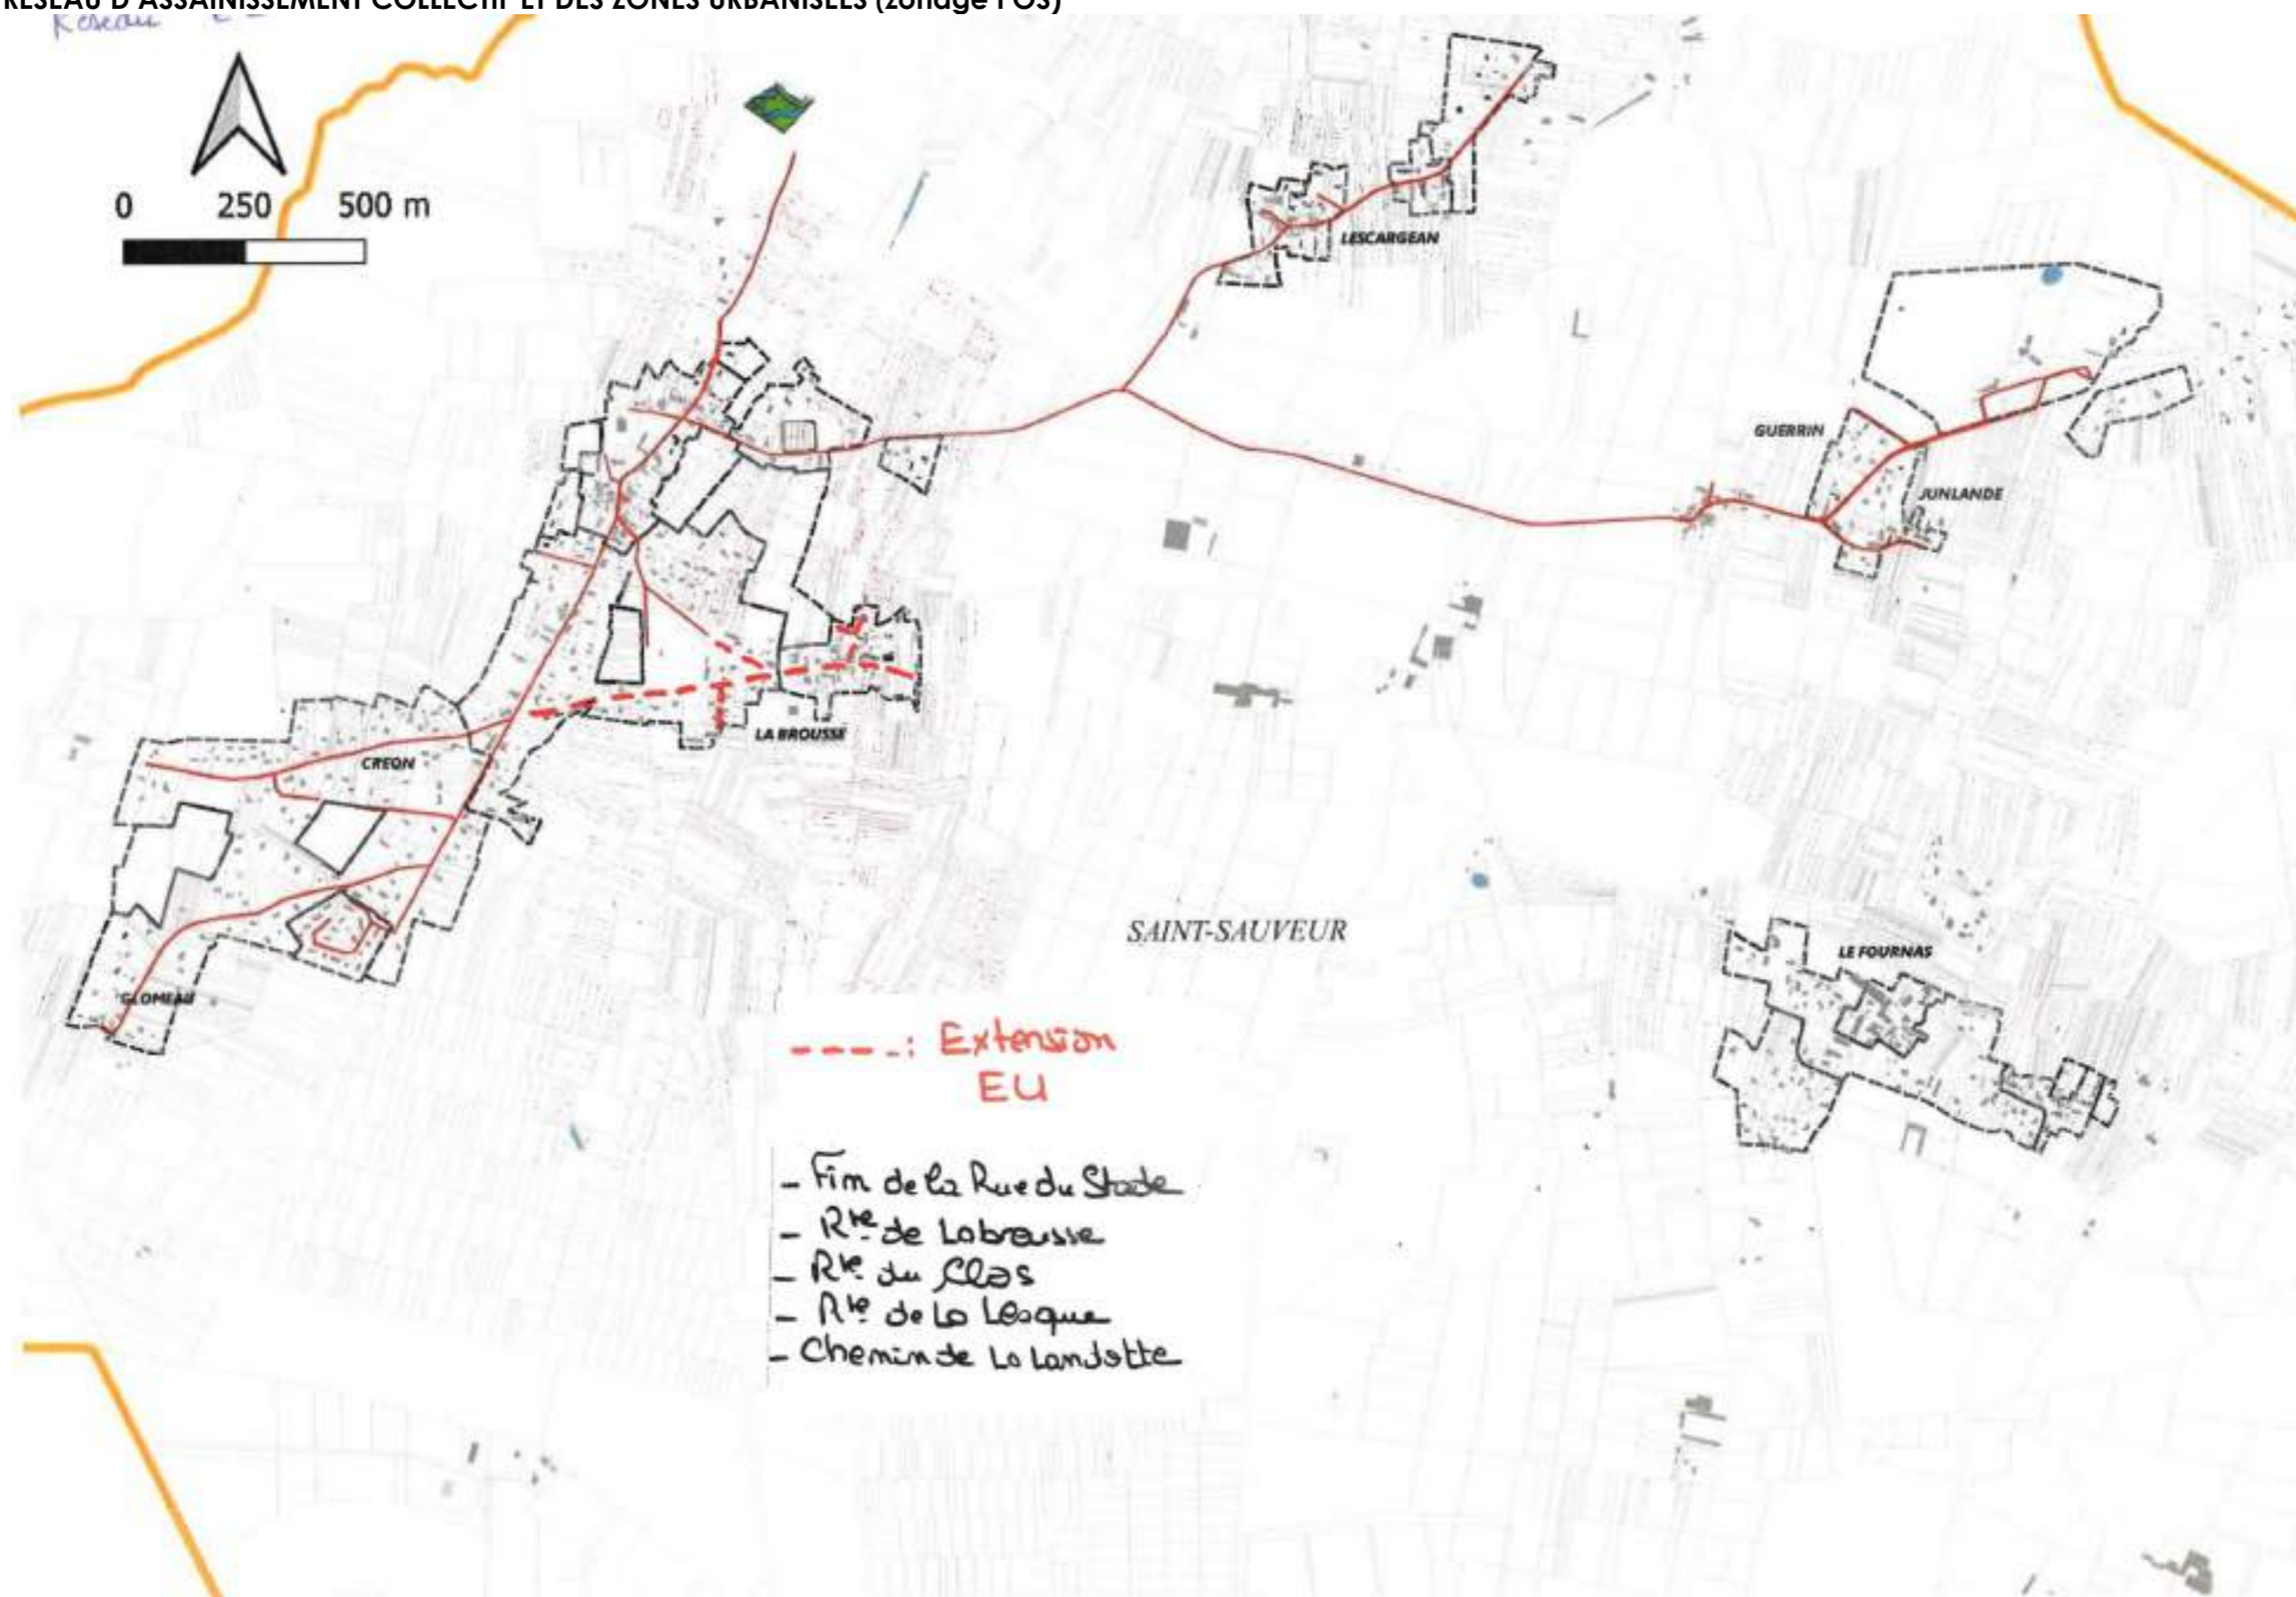 RESEAU D'ASSAINISSEMENT COLLECTIF ET DES ZONES URBANISEES (zonage POS)
Reseau
0 250 500 m
LESCARGEAN
GUERRIN
JUNLANDE
LA BROUSSE
CREON
SAINT-SAUVEUR
LE FOURNAS
GLOMEAU
----: Extension
EU
- Fin de la Rue du Stade
- Rte de Labrousse
- Rte du Clos
- Rte de La Lesque
- Chemin de La Landotte